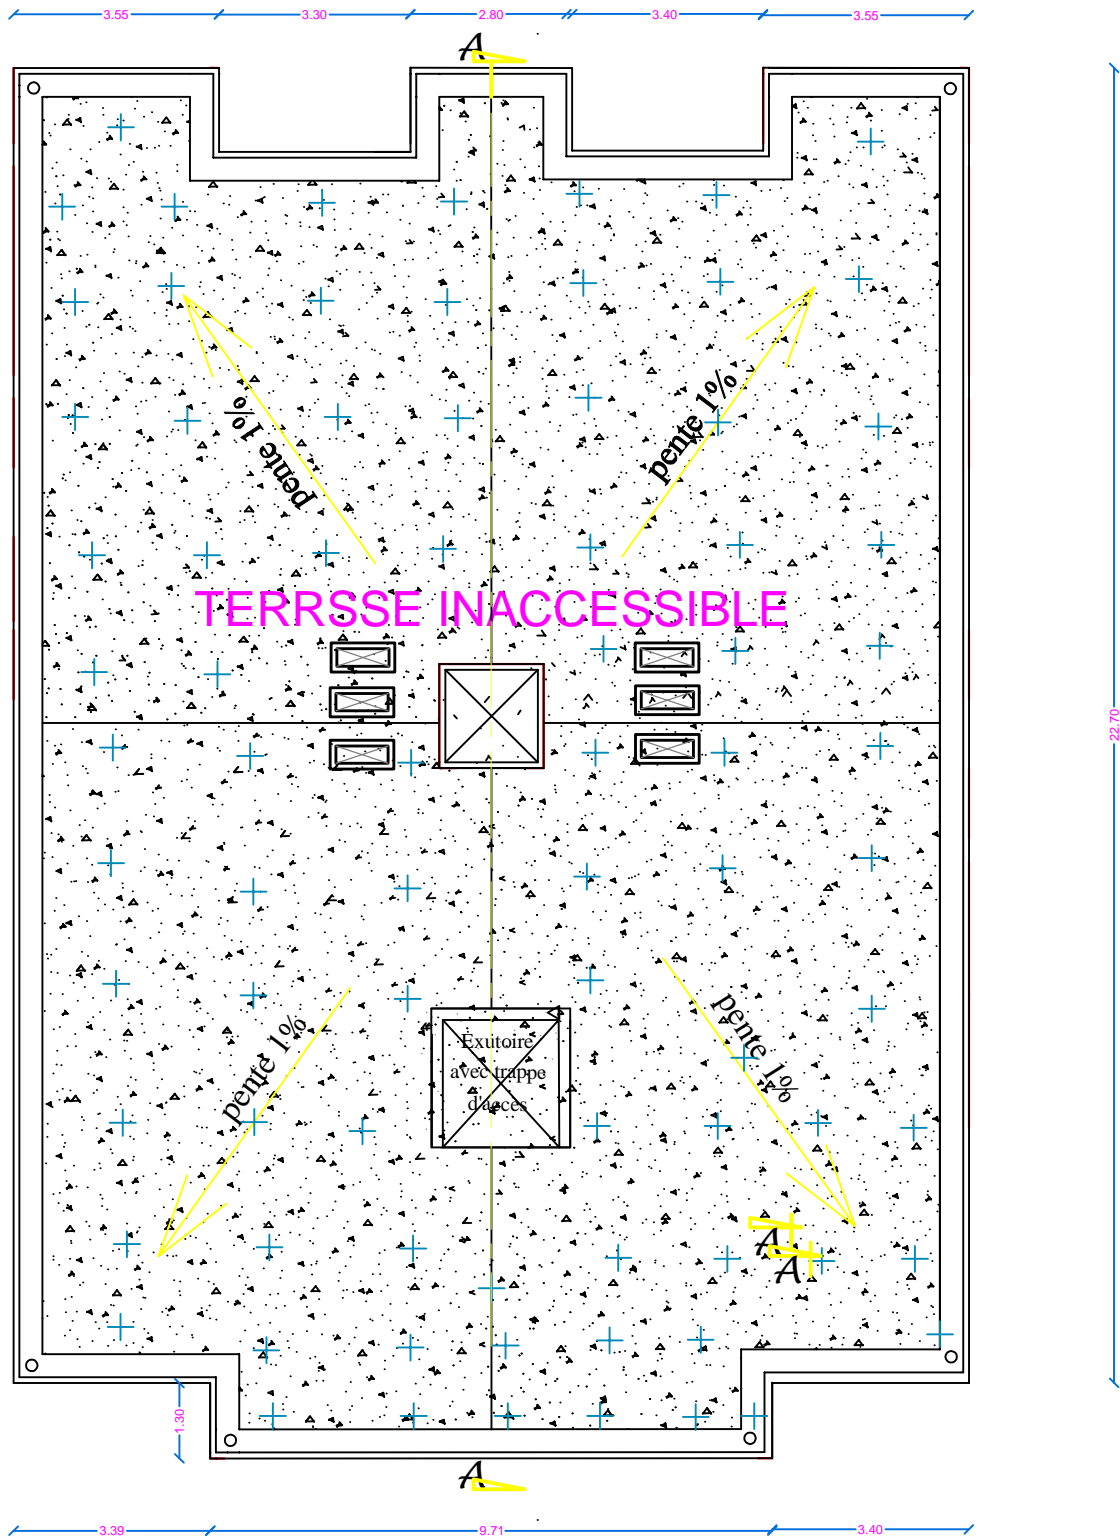 3.55 3.30 2.80 3.40 3.55
A
pente 1% pente 1%
TERRSSE INACCESSIBLE
22.70
pente 1% pente 1%
Exutoire
avec trappe
d'accès
A
A
1.30
A
3.39 9.71 3.40